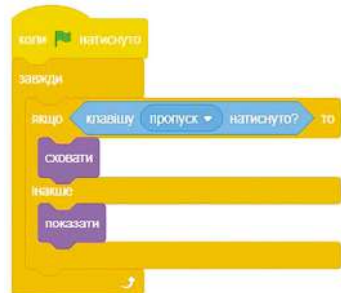 коли натиснуто
завжди
якщо клавішу пропуск натиснуто? то
сховати
інакше
показати